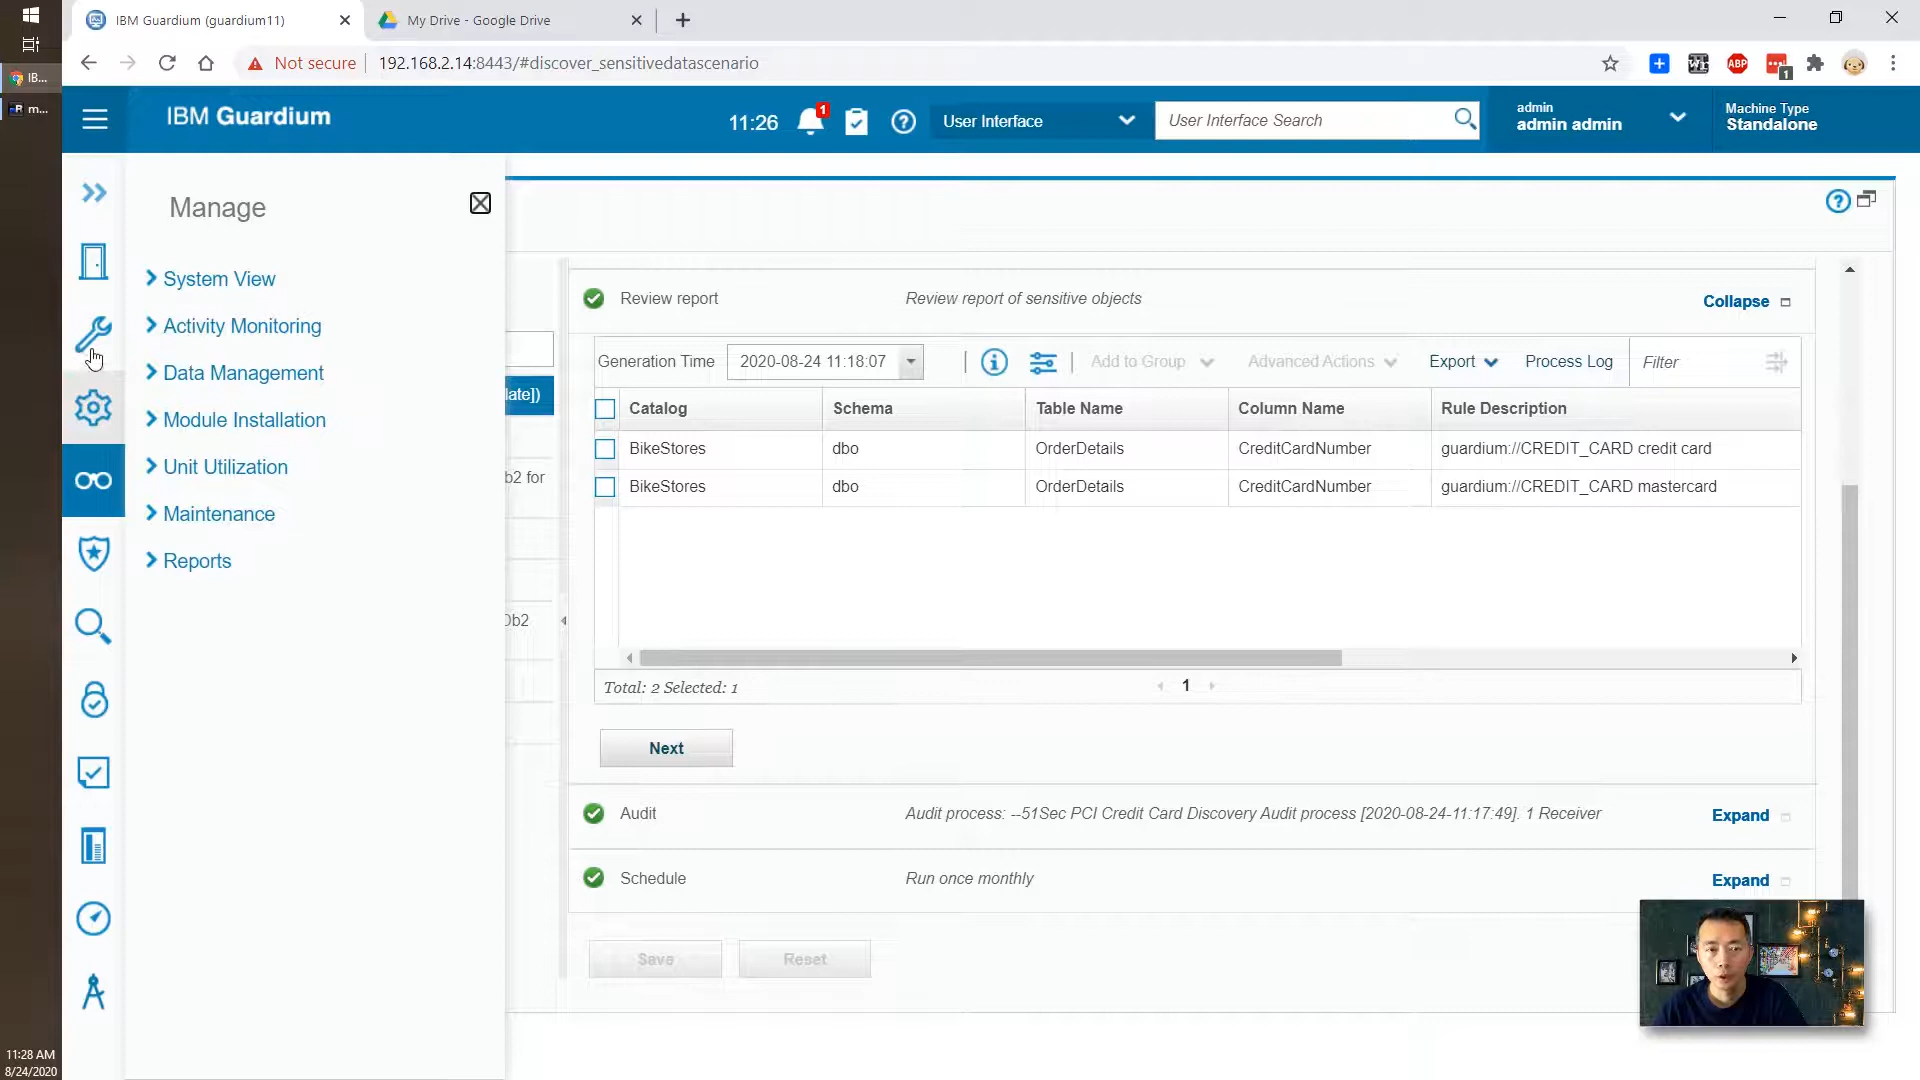 IBM Guardium (guardium11)
My Drive - Google Drive
IB...
m...
Not secure
192.168.2.14:8443/#discover_sensitivedatascenario
ABP
1
IBM Guardium
11:26
1
User Interface
User Interface Search
admin
admin admin
Machine Type
Standalone
Manage
System View
Activity Monitoring
Data Management
Module Installation
Unit Utilization
Maintenance
Reports
late])
b2 for
Db2
Review report
Review report of sensitive objects
Collapse
Generation Time
2020-08-24 11:18:07
Add to Group
Advanced Actions
Export
Process Log
Filter
Catalog
Schema
Table Name
Column Name
Rule Description
BikeStores
dbo
OrderDetails
CreditCardNumber
guardium://CREDIT_CARD credit card
BikeStores
dbo
OrderDetails
CreditCardNumber
guardium://CREDIT_CARD mastercard
Total: 2 Selected: 1
1
Next
Audit
Audit process: --51Sec PCI Credit Card Discovery Audit process [2020-08-24-11:17:49]. 1 Receiver
Expand
Schedule
Run once monthly
Expand
Save
Reset
11:28 AM
8/24/2020